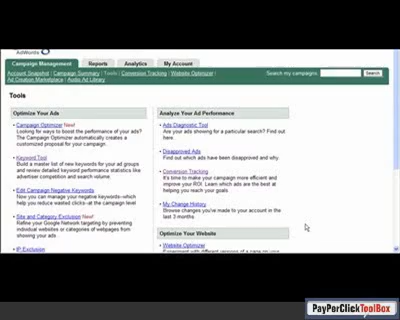 AdWords
Campaign Management Reports Analytics My Account
Account Snapshot | Campaign Summary | Tools | Conversion Tracking | Website Optimizer |
Ad Creation Marketplace | Audio Ad Library
Search my campaigns: Search
Tools
Optimize Your Ads
Campaign Optimizer New!
Looking for ways to boost the performance of your ads?
The Campaign Optimizer automatically creates a
customized proposal for your campaign.
Keyword Tool
Build a master list of new keywords for your ad groups
and review detailed keyword performance statistics like
advertiser competition and search volume.
Edit Campaign Negative Keywords
Now you can manage your negative keywords–which
help you reduce wasted clicks–at the campaign level
Site and Category Exclusion New!
Refine your Google Network targeting by preventing
individual websites or categories of webpages from
showing your ads.
IP Exclusion
Analyze Your Ad Performance
Ads Diagnostic Tool
Are your ads showing for a particular search? Find out
here.
Disapproved Ads
Find out which ads have been disapproved and why.
Conversion Tracking
It's time to make your campaign more efficient and
improve your ROI. Learn which ads are the best at
helping you reach your goals
My Change History
Browse changes you've made to your account in the
last 3 months
Optimize Your Website
Website Optimizer
Experiment with different versions of a page on your
PayPerClickToolBox